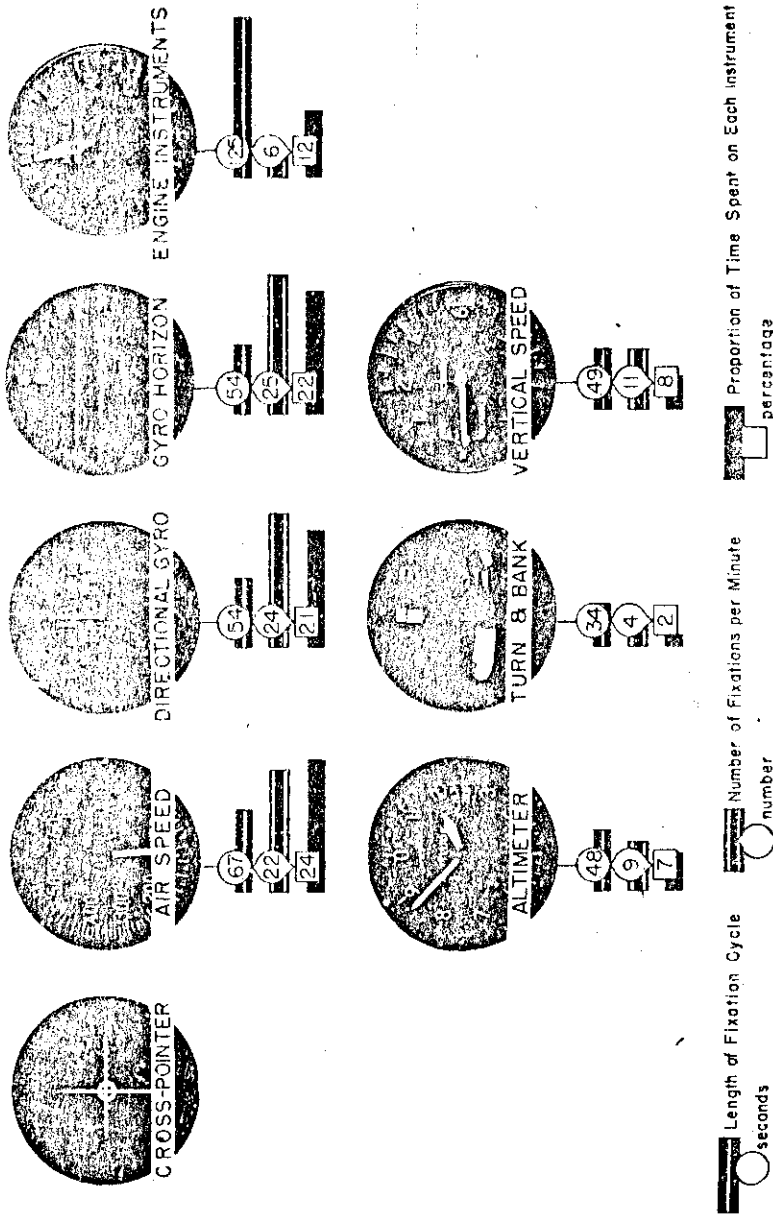 CROSS-POINTER
AIR SPEED
67
22
24
DIRECTIONAL GYRO
54
24
21
GYRO HORIZON
54
25
22
ENGINE INSTRUMENTS
6
12
ALTIMETER
48
9
7
TURN & BANK
34
4
2
VERTICAL SPEED
49
11
8
Length of Fixation Cycle
seconds
Number of Fixations per Minute
number
Proportion of Time Spent on Each Instrument
percentage